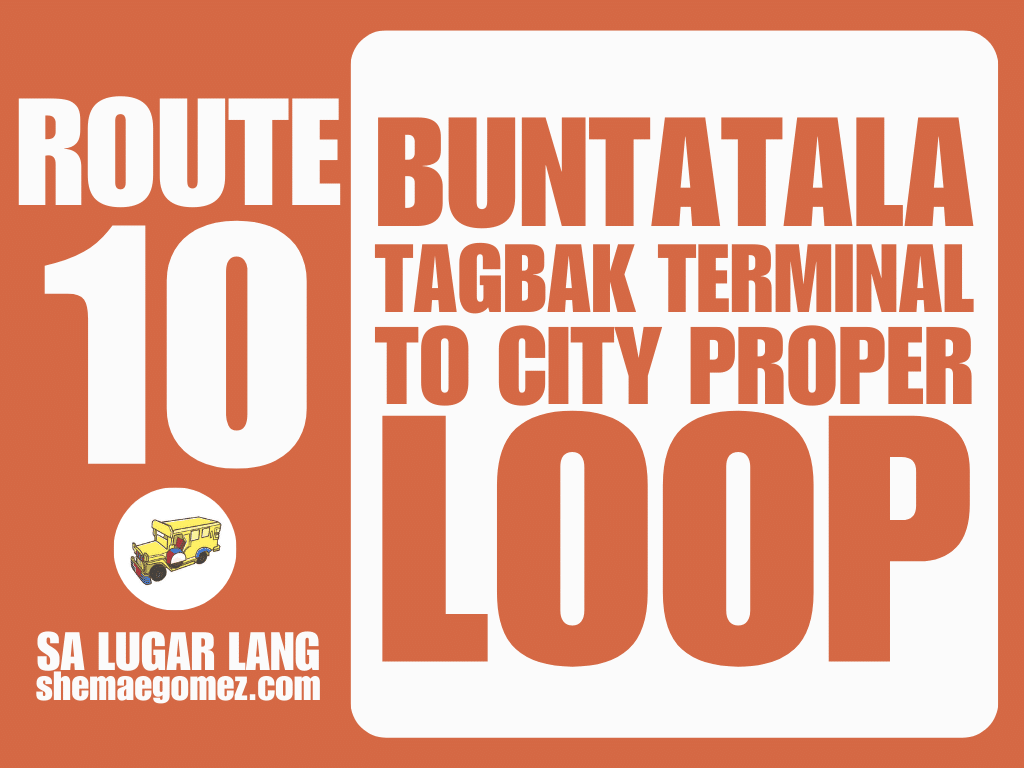 ROUTE
10
SA LUGAR LANG
shemaegomez.com
BUNTATALA
TAGBAK TERMINAL
TO CITY PROPER
LOOP